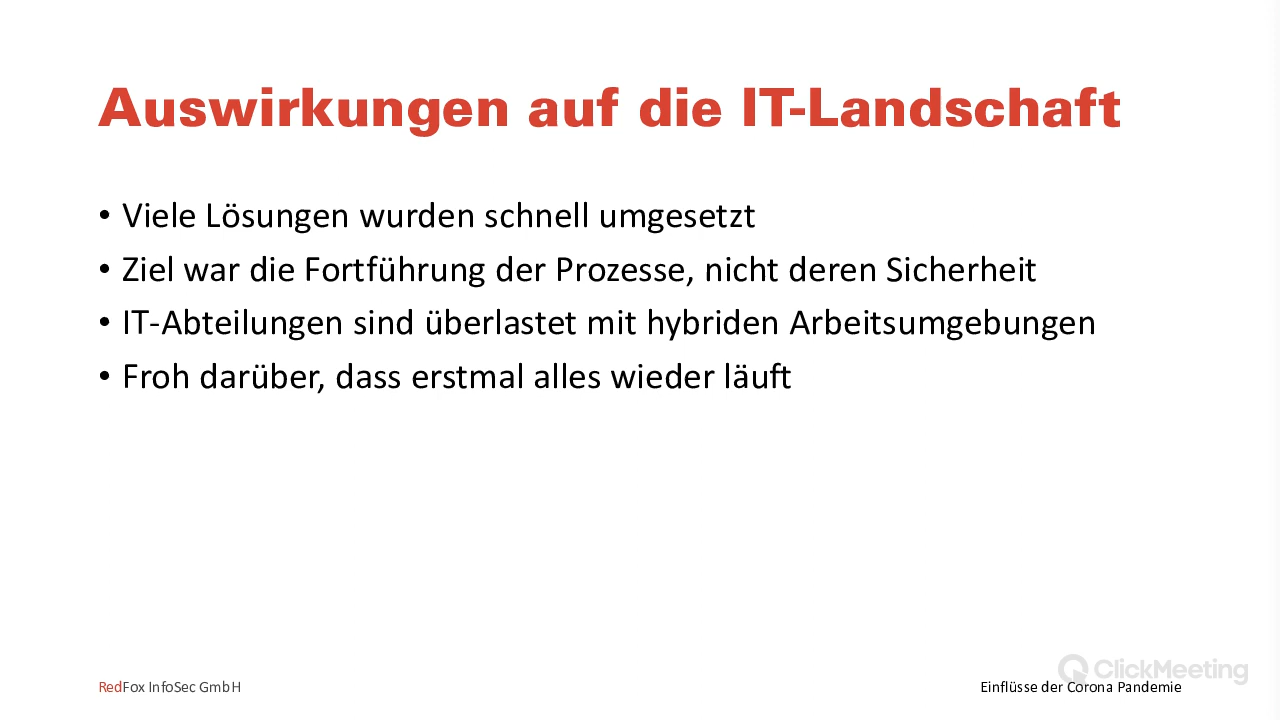 Auswirkungen auf die IT-Landschaft
• Viele Lösungen wurden schnell umgesetzt
• Ziel war die Fortführung der Prozesse, nicht deren Sicherheit
• IT-Abteilungen sind überlastet mit hybriden Arbeitsumgebungen
• Froh darüber, dass erstmal alles wieder läuft
ClickMeeting
RedFox InfoSec GmbH
Einflüsse der Corona Pandemie